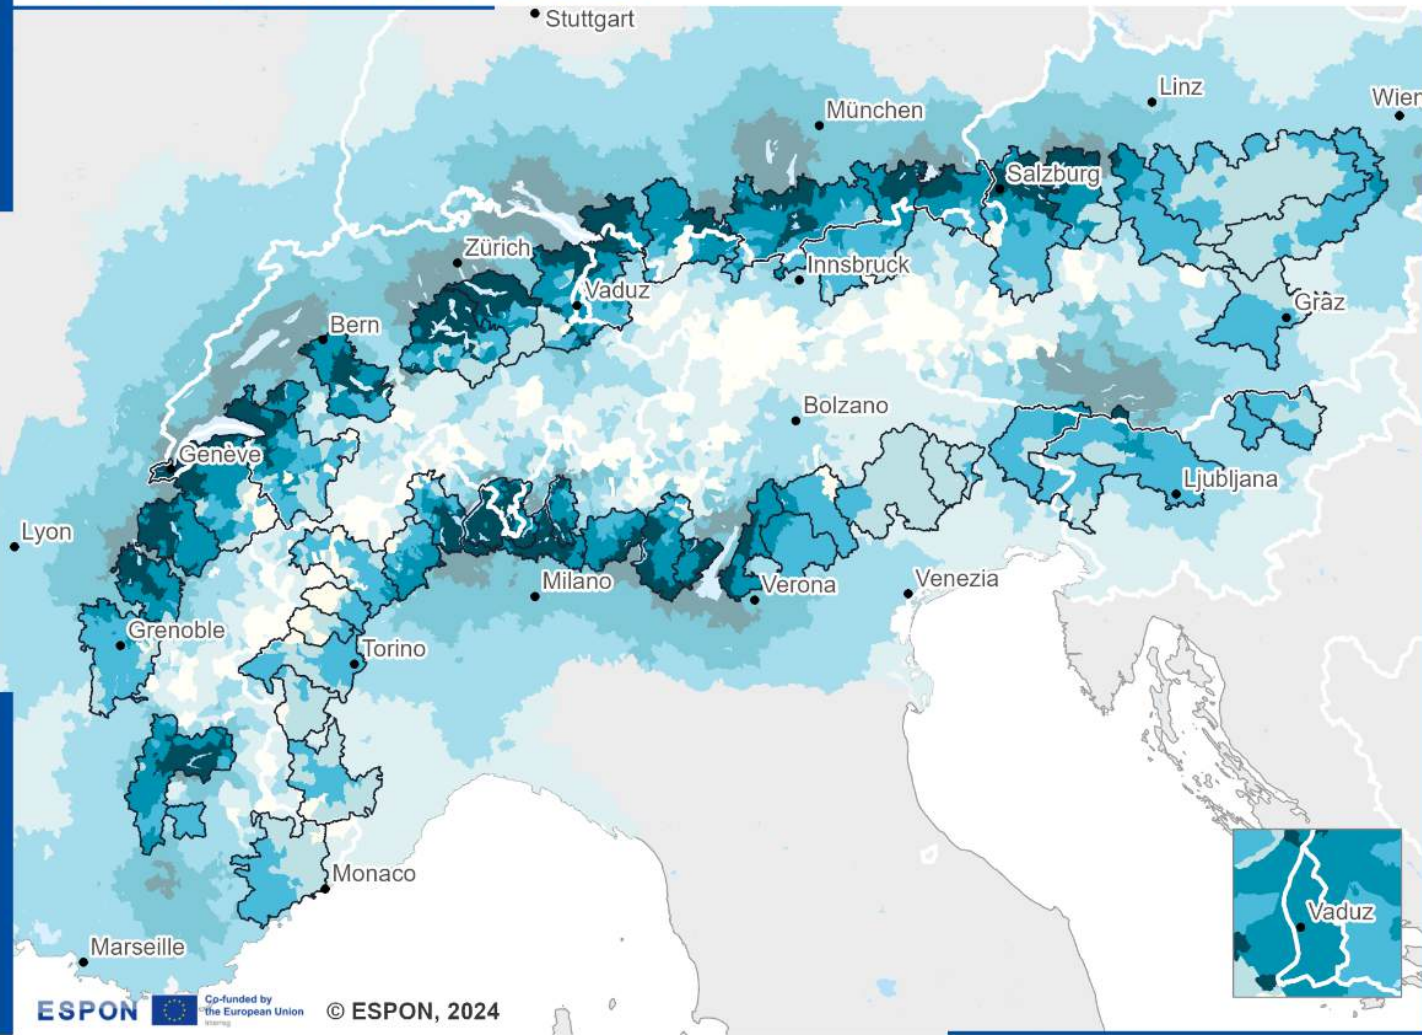 Stuttgart
Linz
Wien
München
Salzburg
Zürich
Innsbruck
Vaduz
Graz
Bern
Bolzano
Genève
Ljubljana
Lyon
Milano
Verona
Venezia
Grenoble
Torino
Monaco
Vaduz
Marseille
ESPON
Co-funded by
the European Union
Interreg
© ESPON, 2024